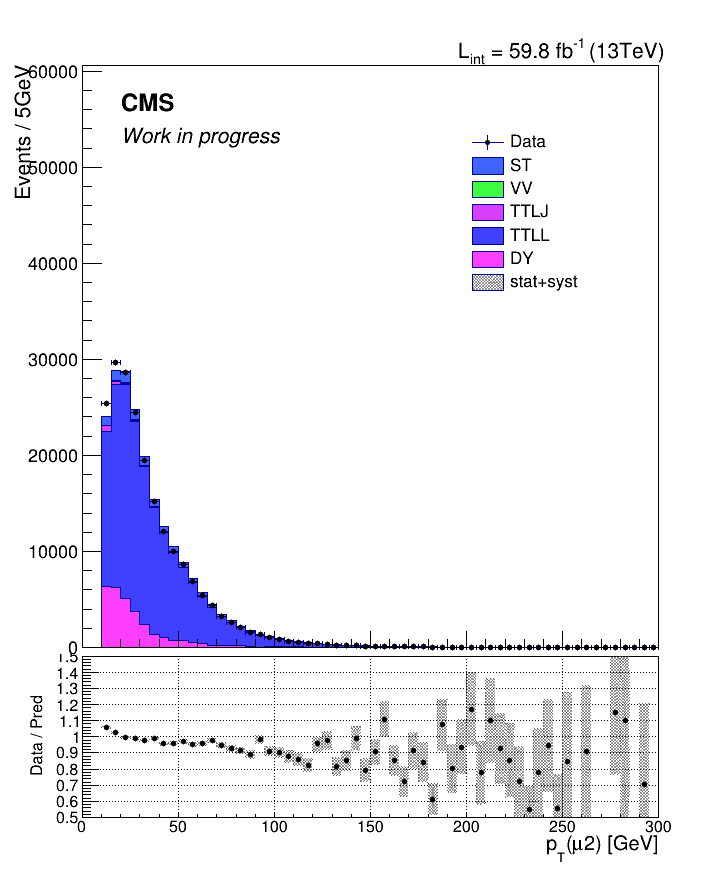 L_int = 59.8 fb⁻¹ (13TeV)
Events / 5GeV
60000
50000
40000
30000
20000
10000
0
CMS
Work in progress
Data
ST
VV
TTLJ
TTLL
DY
stat+syst
Data / Pred
1.5
1.4
1.3
1.2
1.1
1
0.9
0.8
0.7
0.6
0.5
0 50 100 150 200 250 300
p_T(μ2) [GeV]